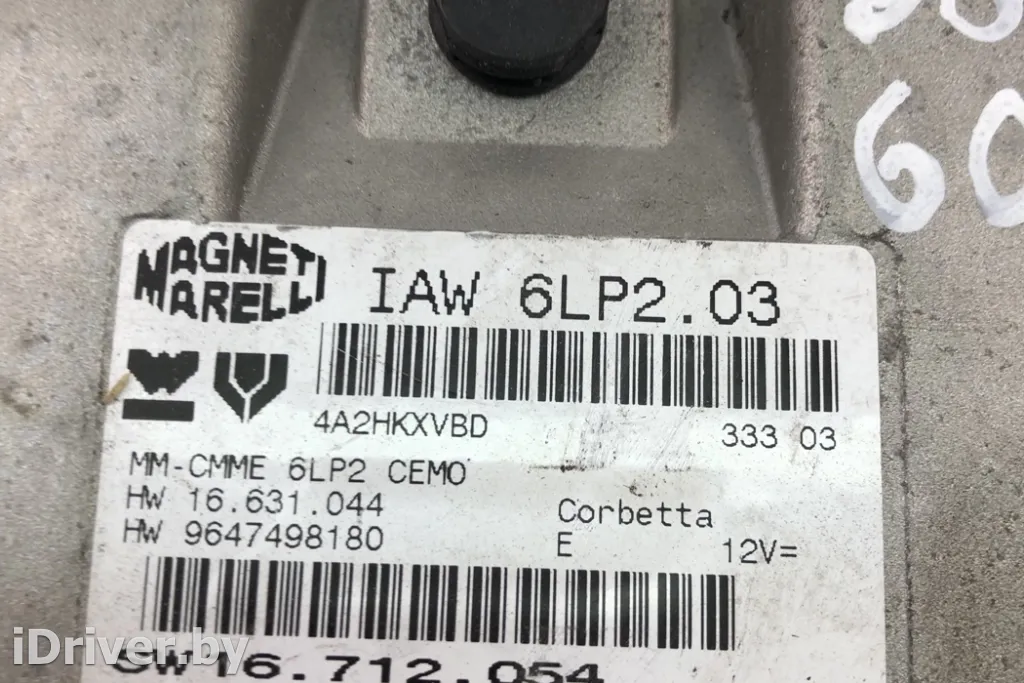 60
MAGNETI
MARELLI
IAW 6LP2.03
4A2HKXVBD 333 03
MM-CMME 6LP2 CEMO
HW 16.631.044 Corbetta
HW 9647498180 E 12V=
SW16.712.054
iDriver.by